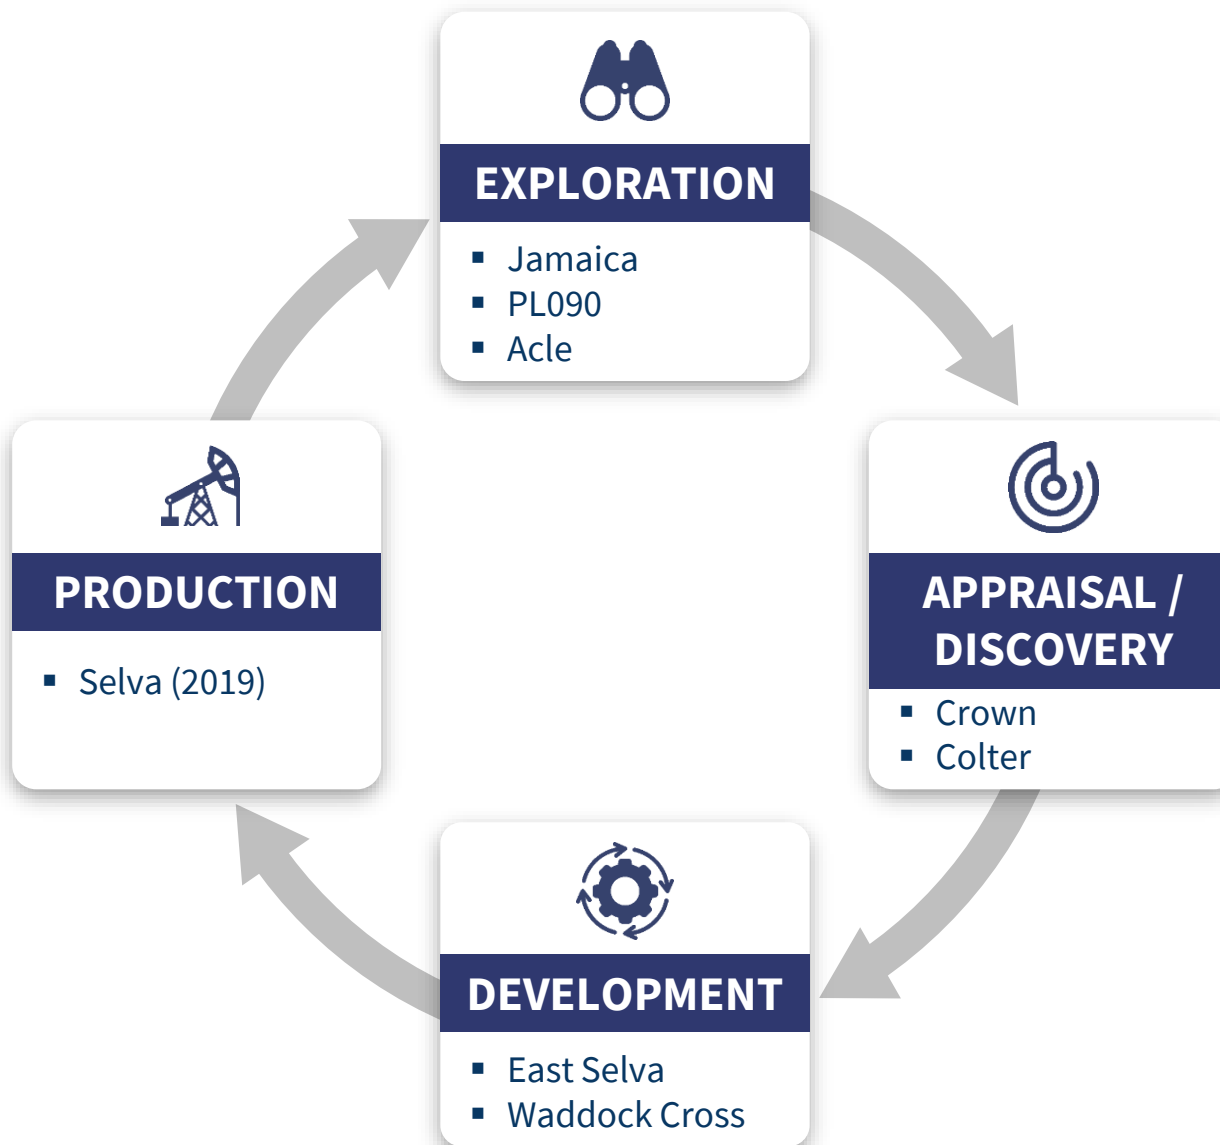 EXPLORATION
▪ Jamaica
▪ PL090
▪ Acle
PRODUCTION
▪ Selva (2019)
APPRAISAL /
DISCOVERY
▪ Crown
▪ Colter
DEVELOPMENT
▪ East Selva
▪ Waddock Cross